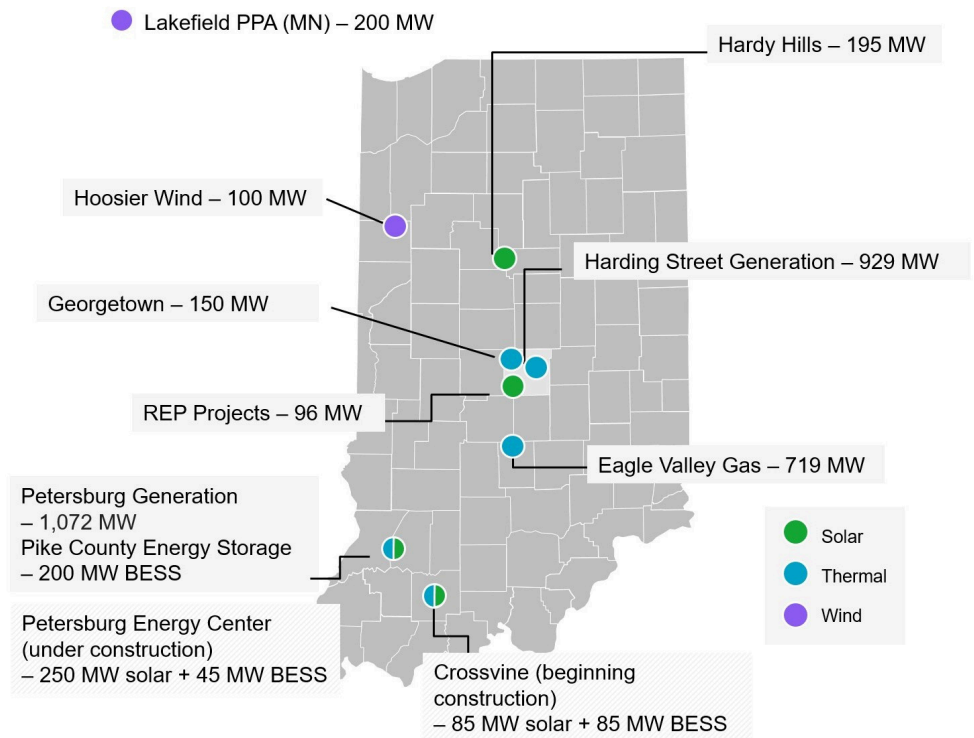 Lakefield PPA (MN) – 200 MW
Hardy Hills – 195 MW
Hoosier Wind – 100 MW
Harding Street Generation – 929 MW
Georgetown – 150 MW
REP Projects – 96 MW
Eagle Valley Gas – 719 MW
Petersburg Generation
– 1,072 MW
Pike County Energy Storage
– 200 MW BESS
Petersburg Energy Center
(under construction)
– 250 MW solar + 45 MW BESS
Crossvine (beginning
construction)
– 85 MW solar + 85 MW BESS
Solar
Thermal
Wind